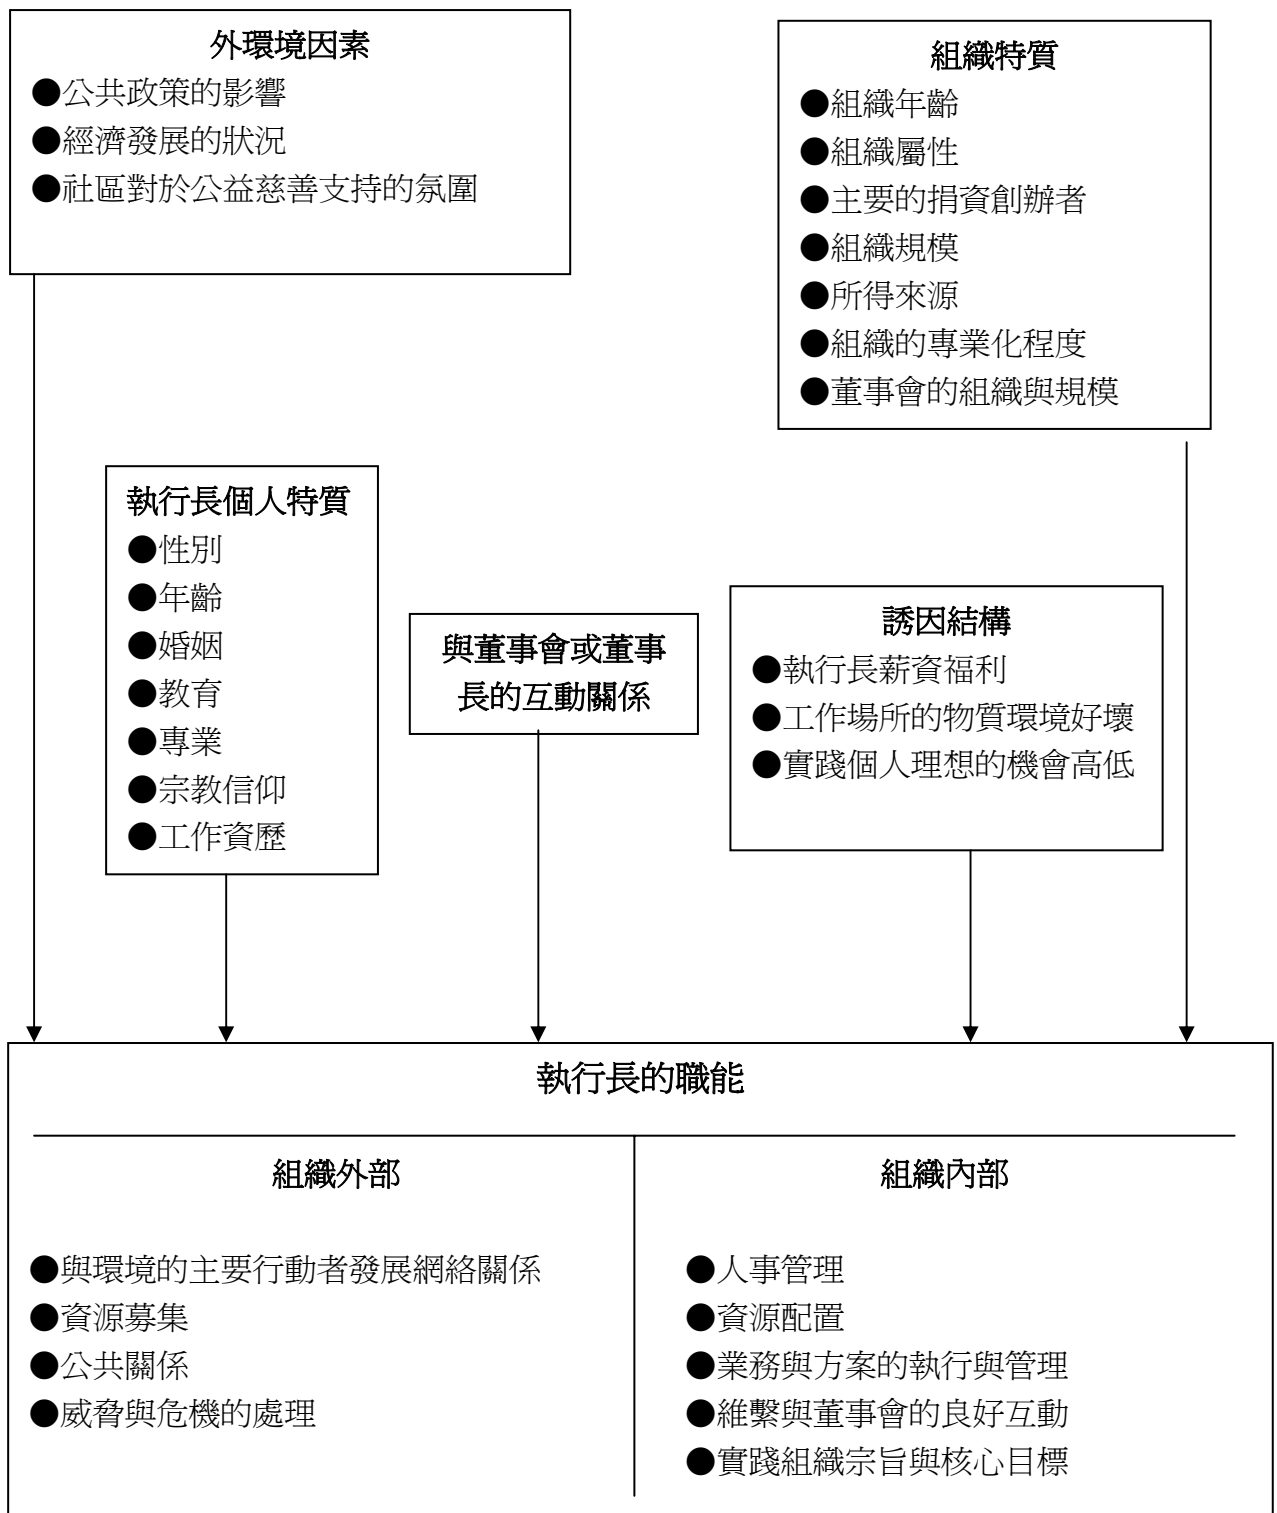 外環境因素
●公共政策的影響
●經濟發展的狀況
●社區對於公益慈善支持的氛圍
組織特質
●組織年齡
●組織屬性
●主要的捐資創辦者
●組織規模
●所得來源
●組織的專業化程度
●董事會的組織與規模
執行長個人特質
●性別
●年齡
●婚姻
●教育
●專業
●宗教信仰
●工作資歷
與董事會或董事
長的互動關係
誘因結構
●執行長薪資福利
●工作場所的物質環境好壞
●實踐個人理想的機會高低
執行長的職能
組織外部
●與環境的主要行動者發展網絡關係
●資源募集
●公共關係
●威脅與危機的處理
組織內部
●人事管理
●資源配置
●業務與方案的執行與管理
●維繫與董事會的良好互動
●實踐組織宗旨與核心目標